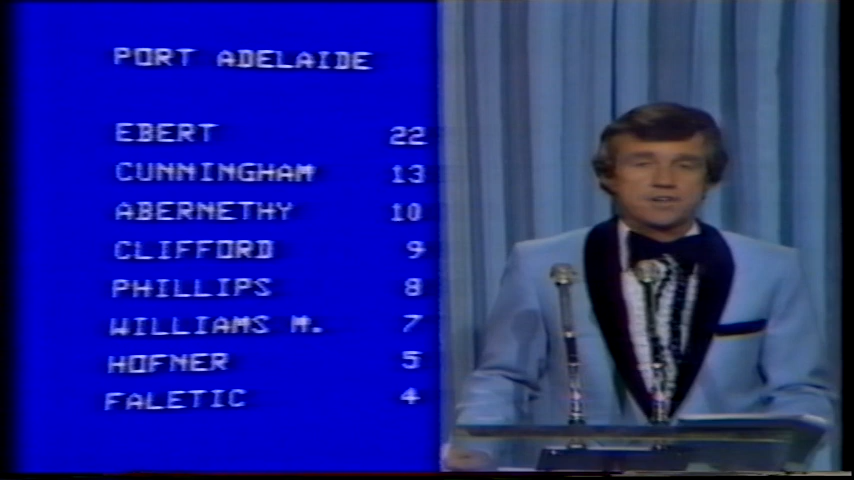 PORT ADELAIDE
EBERT 22
CUNNINGHAM 13
ABERNETHY 10
CLIFFORD 9
PHILLIPS 8
WILLIAMS M. 7
HOFNER 5
FALETIC 4